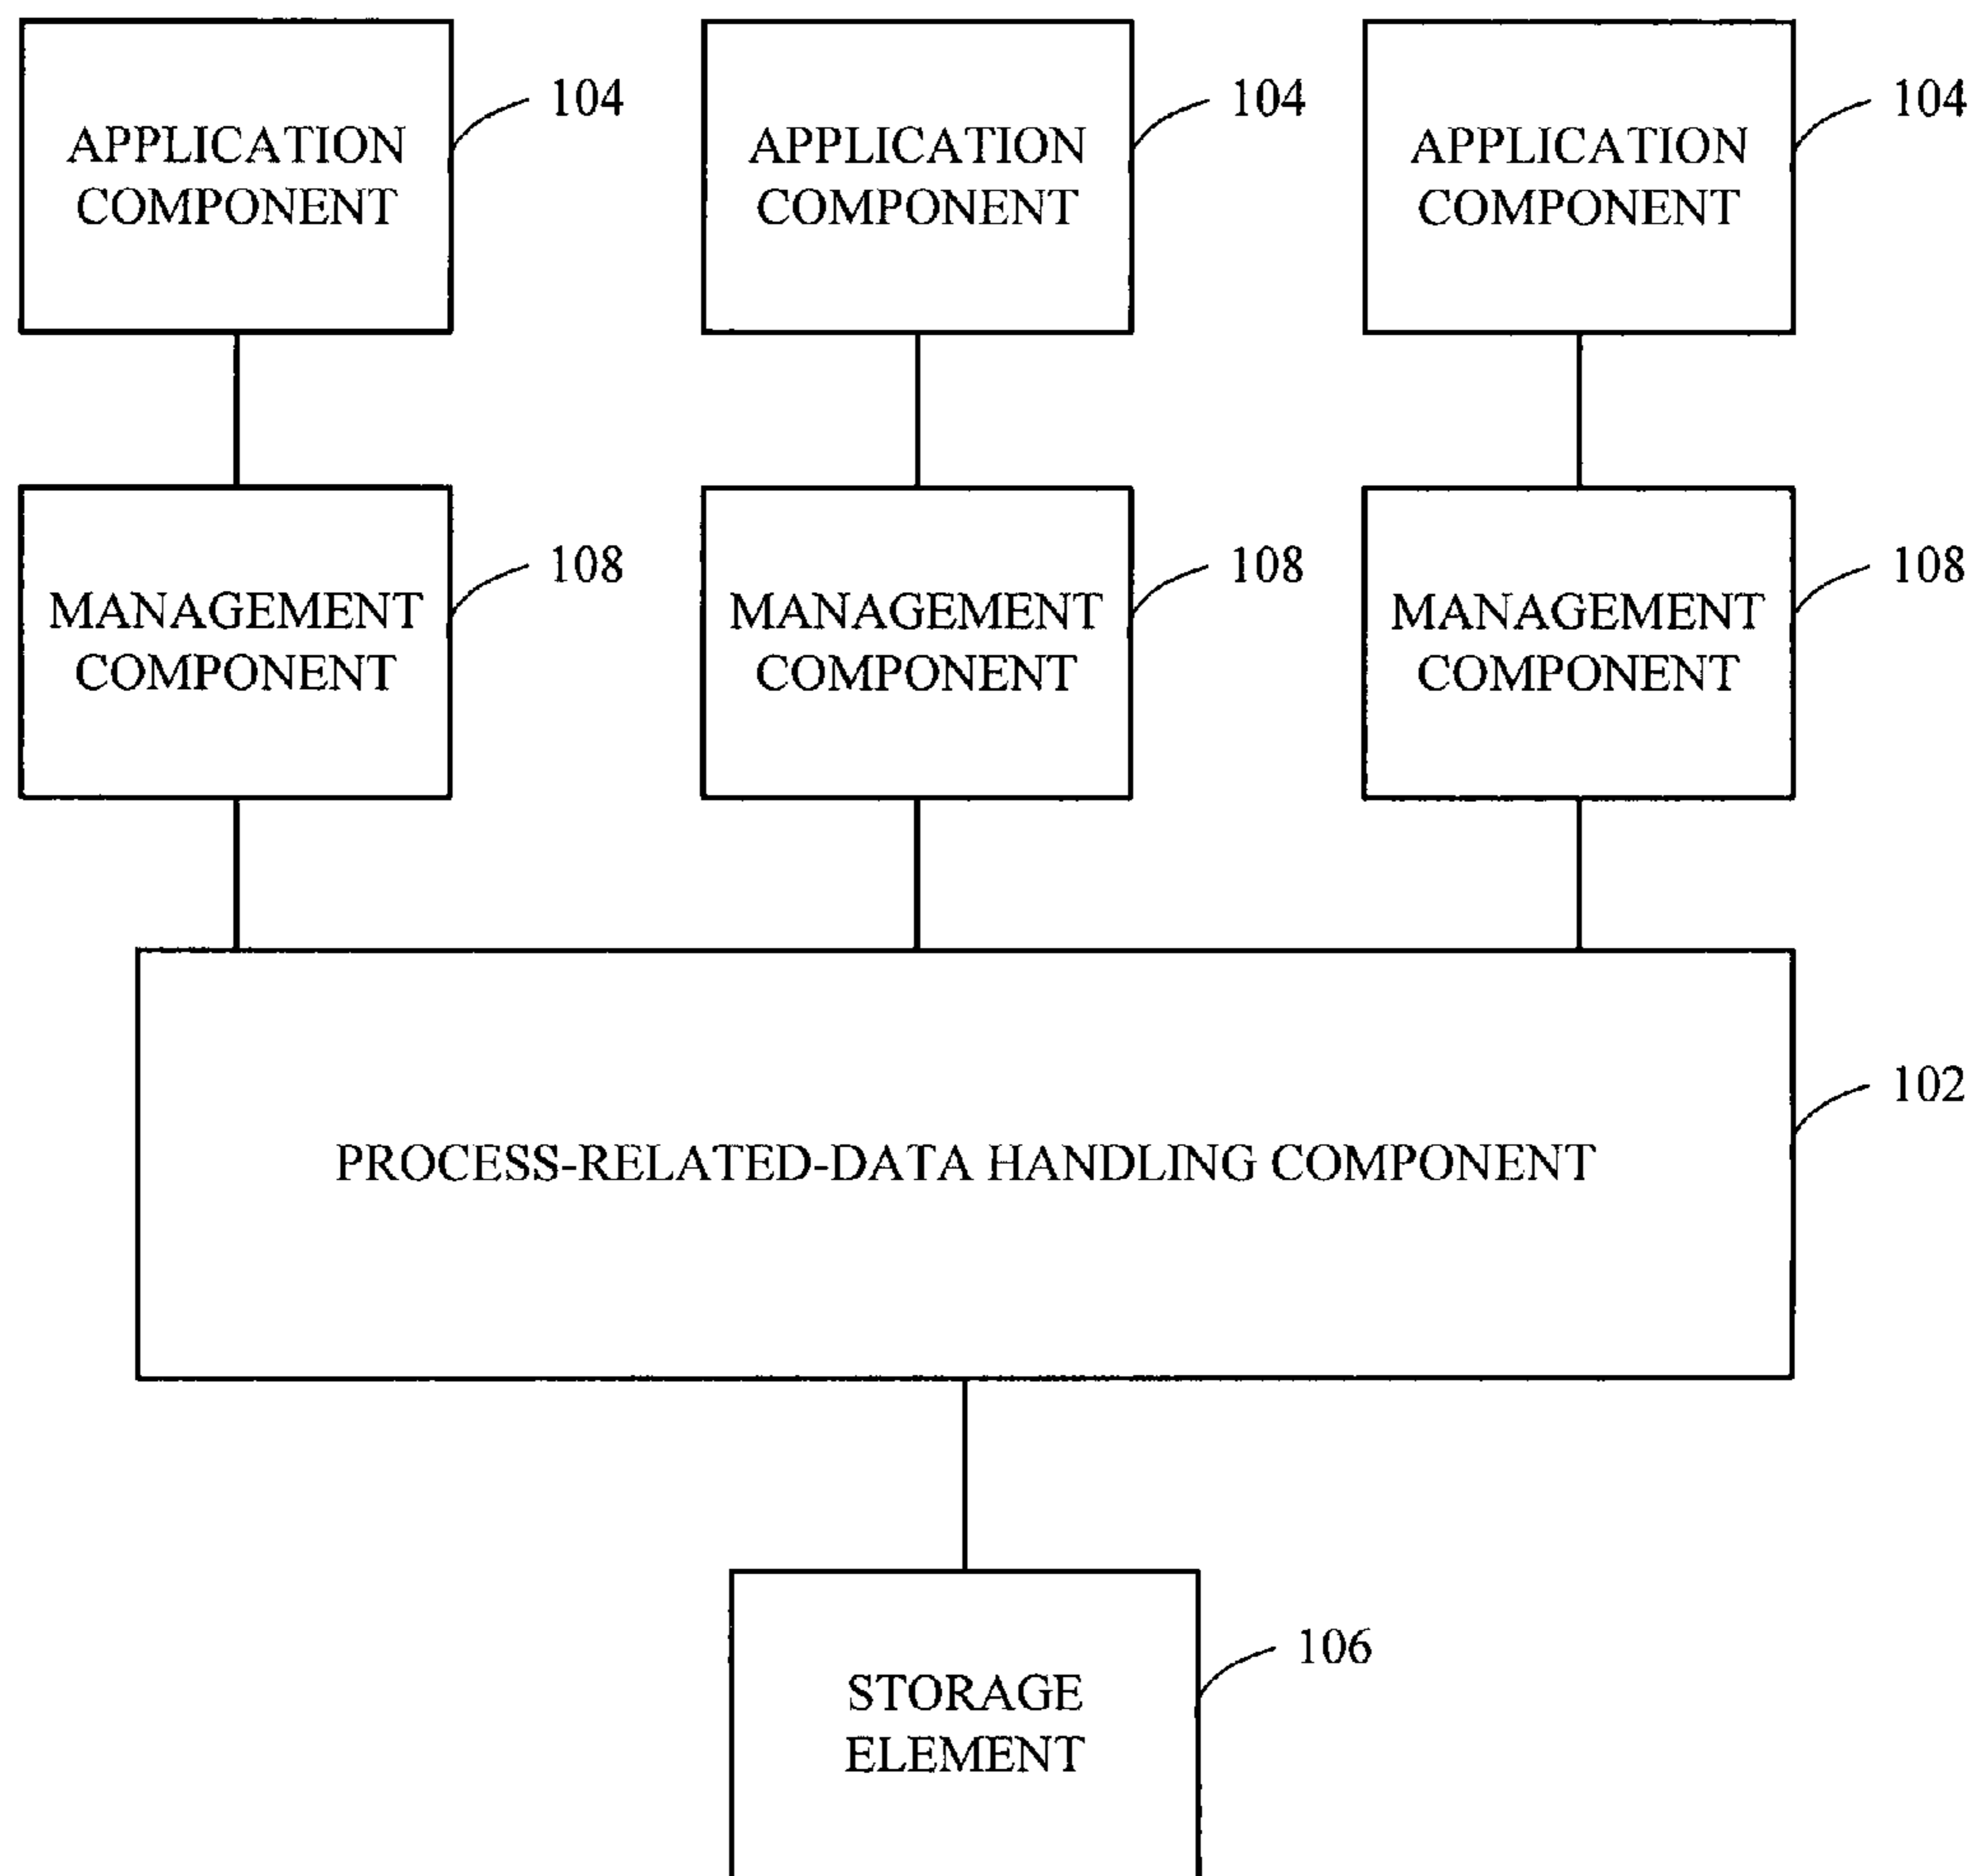 104
104
104
APPLICATION
COMPONENT
APPLICATION
COMPONENT
APPLICATION
COMPONENT
108
108
108
MANAGEMENT
COMPONENT
MANAGEMENT
COMPONENT
MANAGEMENT
COMPONENT
102
PROCESS-RELATED-DATA HANDLING COMPONENT
106
STORAGE
ELEMENT